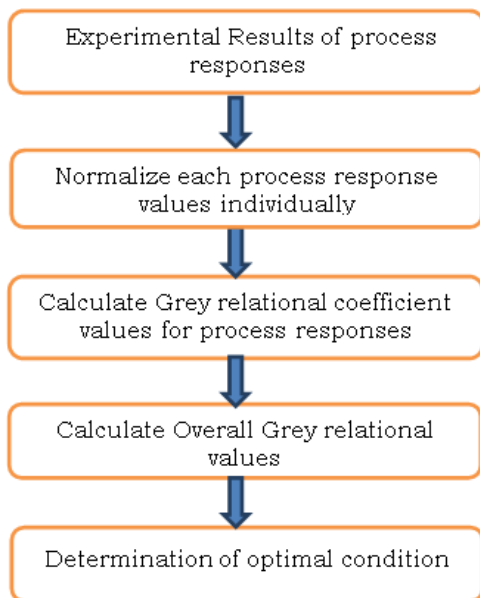 Experimental Results of process
responses
Normalize each process response
values individually
Calculate Grey relational coefficient
values for process responses
Calculate Overall Grey relational
values
Determination of optimal condition